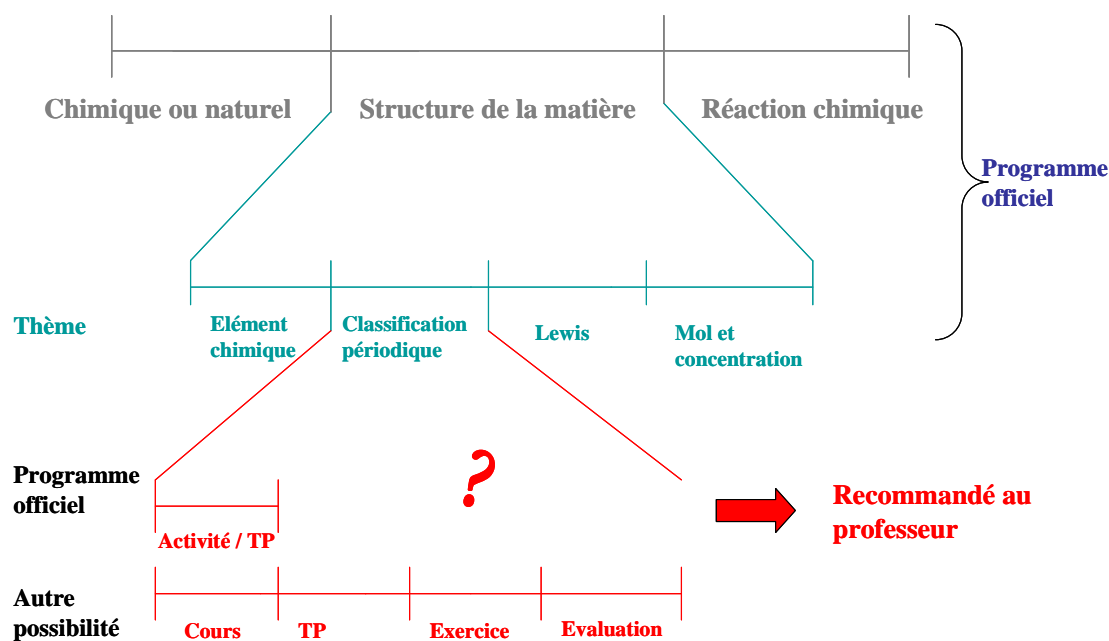 Chimique ou naturel
Structure de la matière
Réaction chimique
Programme
officiel
Thème
Elément
chimique
Classification
périodique
Lewis
Mol et
concentration
Programme
officiel
?
Activité / TP
Recommandé au
professeur
Autre
possibilité
Cours
TP
Exercice
Evaluation